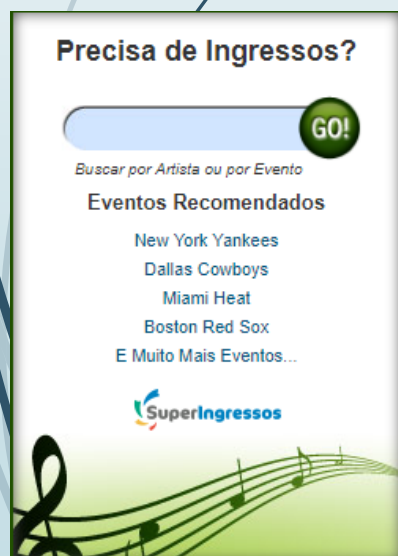 Precisa de Ingressos?
GO!
Buscar por Artista ou por Evento
Eventos Recomendados
New York Yankees
Dallas Cowboys
Miami Heat
Boston Red Sox
E Muito Mais Eventos...
SuperIngressos